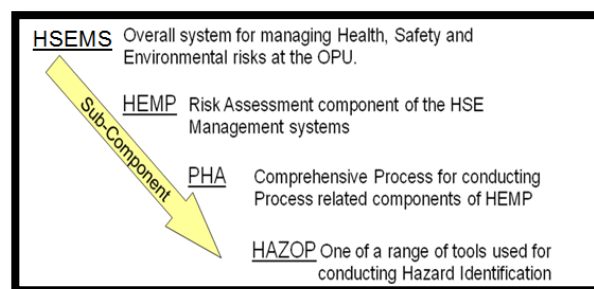 HSEMS Overall system for managing Health, Safety and
Environmental risks at the OPU.
HEMP Risk Assessment component of the HSE
Management systems
Sub-Component
PHA Comprehensive Process for conducting
Process related components of HEMP
HAZOP One of a range of tools used for
conducting Hazard Identification